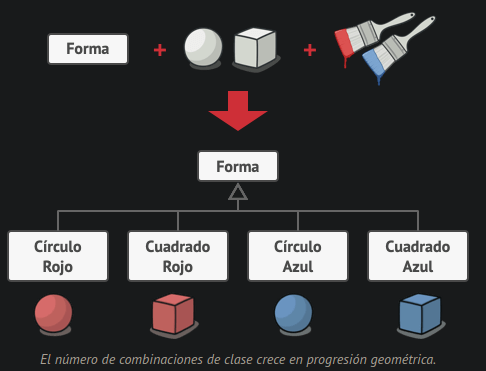 Forma
+
+
Forma
Círculo
Rojo
Cuadrado
Rojo
Círculo
Azul
Cuadrado
Azul
El número de combinaciones de clase crece en progresión geométrica.